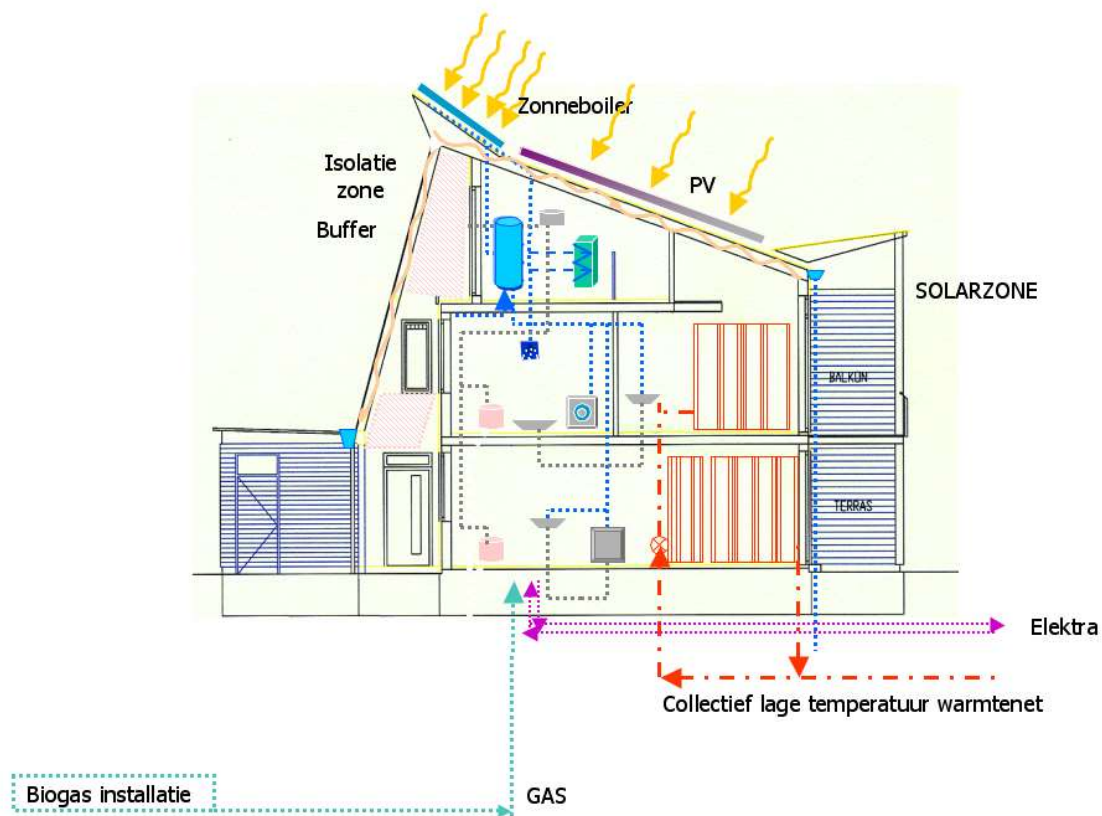 Zonneboiler
Isolatie
zone
PV
Buffer
SOLARZONE
BALKON
TERRAS
Elektra
Collectief lage temperatuur warmtenet
Biogas installatie
GAS